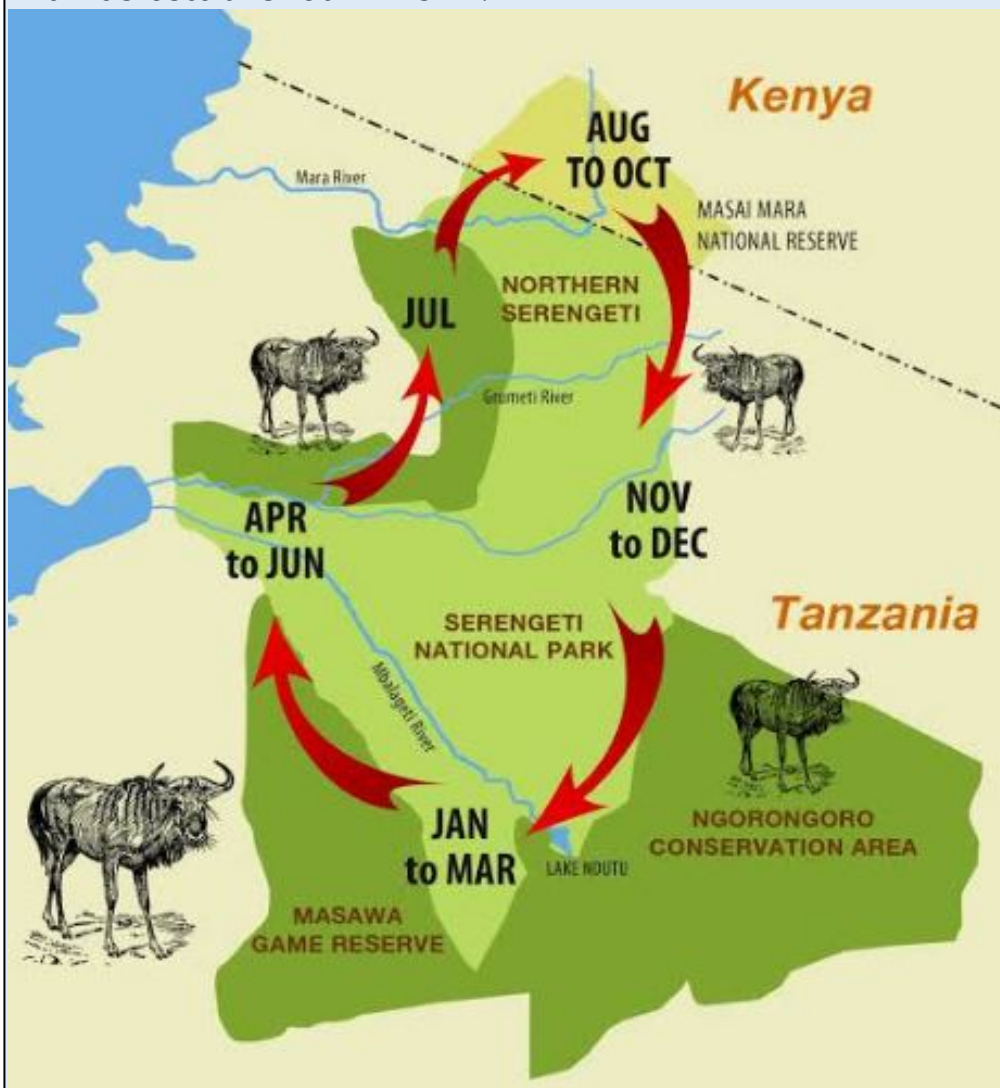 Kenya
AUG
TO OCT
Mara River
MASAI MARA
NATIONAL RESERVE
NORTHERN
SERENGETI
JUL
Grumeti River
NOV
to DEC
APR
to JUN
Tanzania
SERENGETI
NATIONAL PARK
Mbalageti River
NGORONGORO
CONSERVATION AREA
JAN
to MAR
LAKE NDUTU
MASAWA
GAME RESERVE